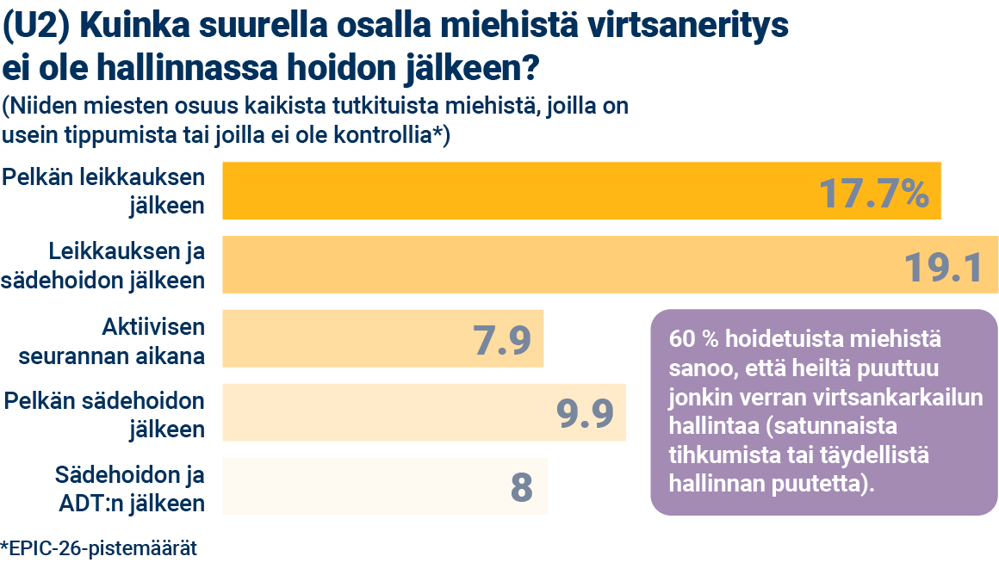 (U2) Kuinka suurella osalla miehistä virtsaneritys
ei ole hallinnassa hoidon jälkeen?
(Niiden miesten osuus kaikista tutkituista miehistä, joilla on
usein tippumista tai joilla ei ole kontrollia*)
Pelkän leikkauksen
jälkeen
17.7%
Leikkauksen ja
sädehoidon jälkeen
19.1
Aktiivisen
seurannan aikana
7.9
Pelkän sädehoidon
jälkeen
9.9
Sädehoidon ja
ADT:n jälkeen
8
60 % hoidetuista miehistä
sanoo, että heiltä puuttuu
jonkin verran virtsankarkailun
hallintaa (satunnaista
tihkumista tai täydellistä
hallinnan puutetta).
*EPIC-26-pistemäärät